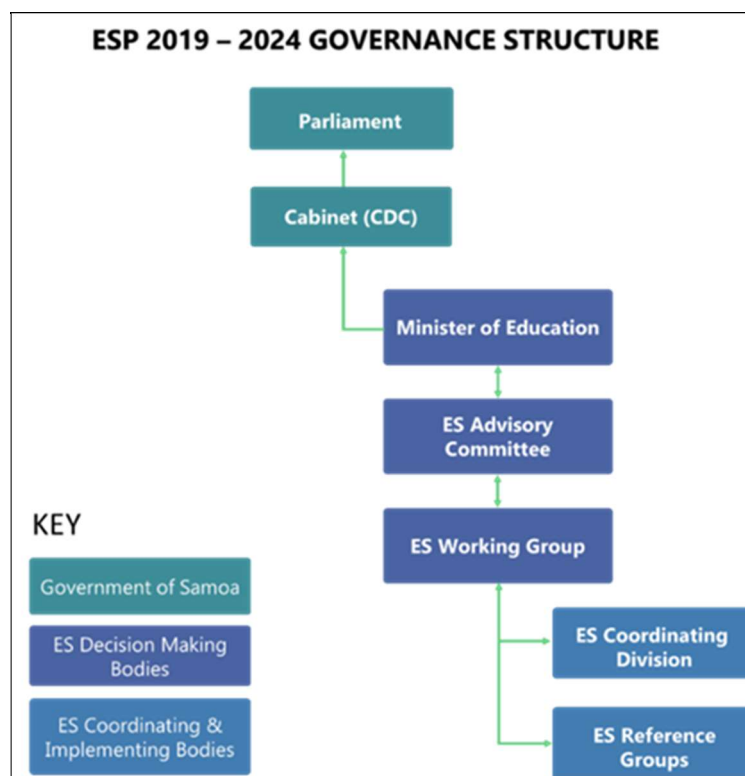 ESP 2019 – 2024 GOVERNANCE STRUCTURE
Parliament
Cabinet (CDC)
Minister of Education
ES Advisory
Committee
ES Working Group
ES Coordinating
Division
ES Reference
Groups
KEY
Government of Samoa
ES Decision Making
Bodies
ES Coordinating &
Implementing Bodies